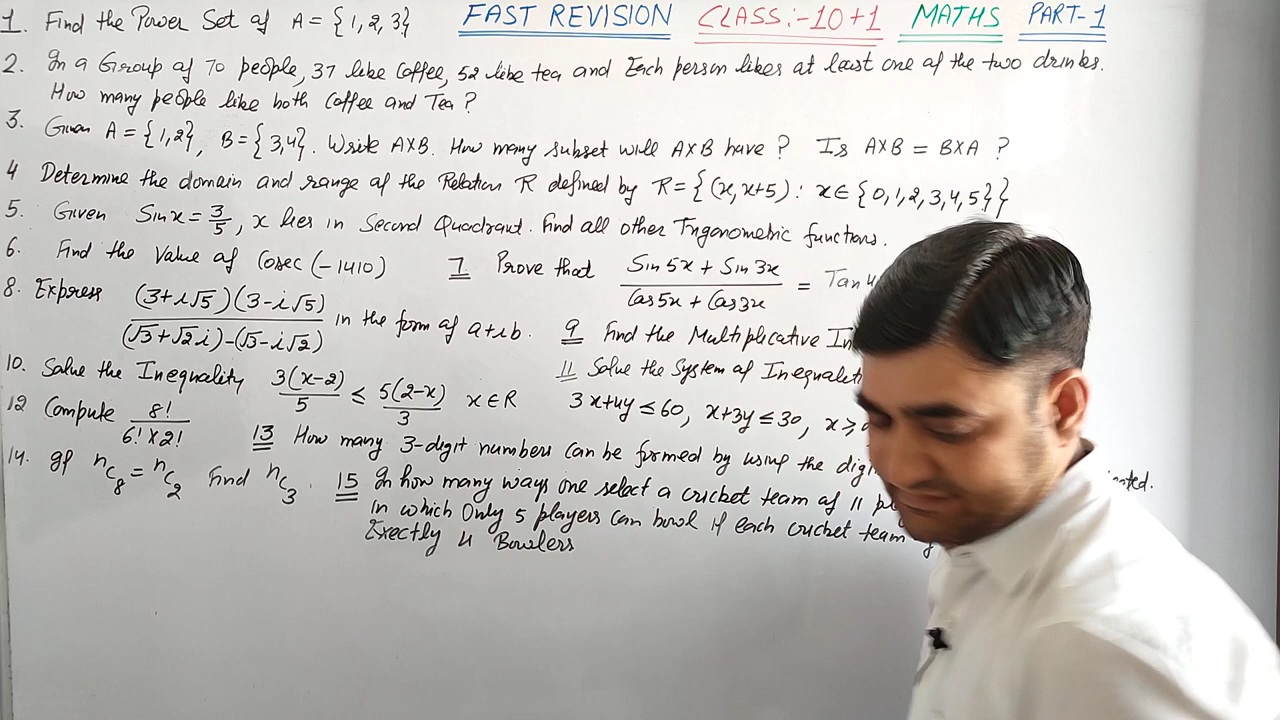 FAST REVISION CLASS:-10+1 MATHS PART-1
1. Find the Power Set of A = {1, 2, 3}
2. In a Group of 70 people, 37 like Coffee, 52 like tea and Each person likes at least one of the two drinks.
How many people like both Coffee and Tea ?
3. Given A = {1,2}, B = {3,4}. Write A×B. How many subset will A×B have ? Is A×B = B×A ?
4 Determine the domain and range of the Relation R defined by R = {(x, x+5) : x ∈ {0,1,2,3,4,5}}
5. Given Sin x = 3/5, x lies in Second Quadrant. Find all other Trigonometric functions.
6. Find the Value of Cosec (-1410) 7 Prove that (Sin 5x + Sin 3x)/(Cos 5x + Cos 3x) = Tan 4
8. Express (3+i√5)(3-i√5)/((√3+√2 i)-(√3-i√2)) in the form of a+ib. 9 Find the Multiplicative In
10. Solve the Inequality 3(x-2)/5 ≤ 5(2-x)/3 x ∈ R 11 Solve the System of Inequaleti
3x+4y ≤ 60, x+3y ≤ 30, x ≥
12 Compute 8!/(6! × 2!) 13 How many 3-digit numbers can be formed by using the digi
14. If ⁿC₈ = ⁿC₂ Find ⁿC₃. 15 In how many ways one select a cricket team of 11 pl
in which Only 5 players can bowl if each cricket team
Exectly 4 Bowlers